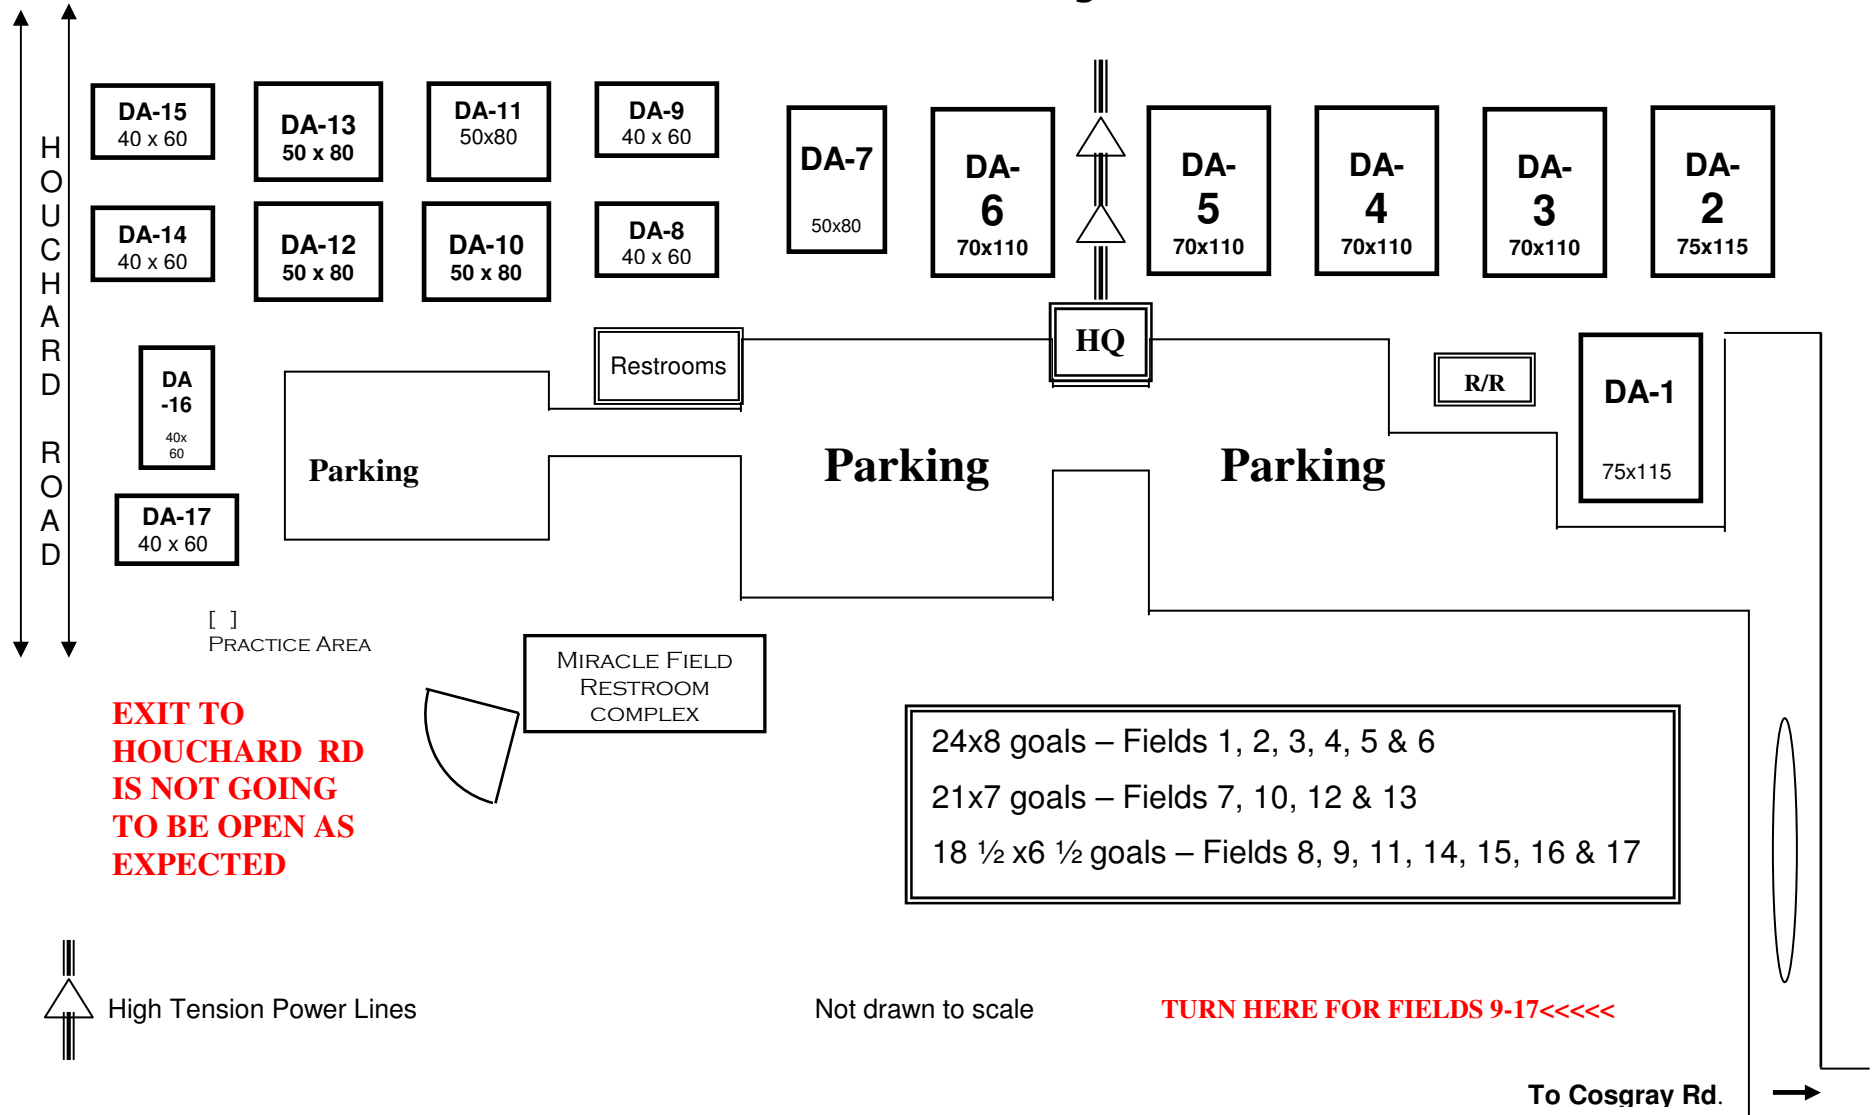 DA-15
40 x 60
DA-13
50 x 80
DA-11
50x80
DA-9
40 x 60
DA-7
50x80
DA-
6
70x110
DA-
5
70x110
DA-
4
70x110
DA-
3
70x110
DA-
2
75x115
DA-14
40 x 60
DA-12
50 x 80
DA-10
50 x 80
DA-8
40 x 60
HOUCHARD ROAD
DA
-16
40x
60
Restrooms
HQ
R/R
DA-1
75x115
Parking
Parking
Parking
DA-17
40 x 60
[ ]
PRACTICE AREA
MIRACLE FIELD
RESTROOM
COMPLEX
EXIT TO
HOUCHARD RD
IS NOT GOING
TO BE OPEN AS
EXPECTED
24x8 goals – Fields 1, 2, 3, 4, 5 & 6
21x7 goals – Fields 7, 10, 12 & 13
18 ½ x6 ½ goals – Fields 8, 9, 11, 14, 15, 16 & 17
High Tension Power Lines
Not drawn to scale
TURN HERE FOR FIELDS 9-17<<<<<
To Cosgray Rd.